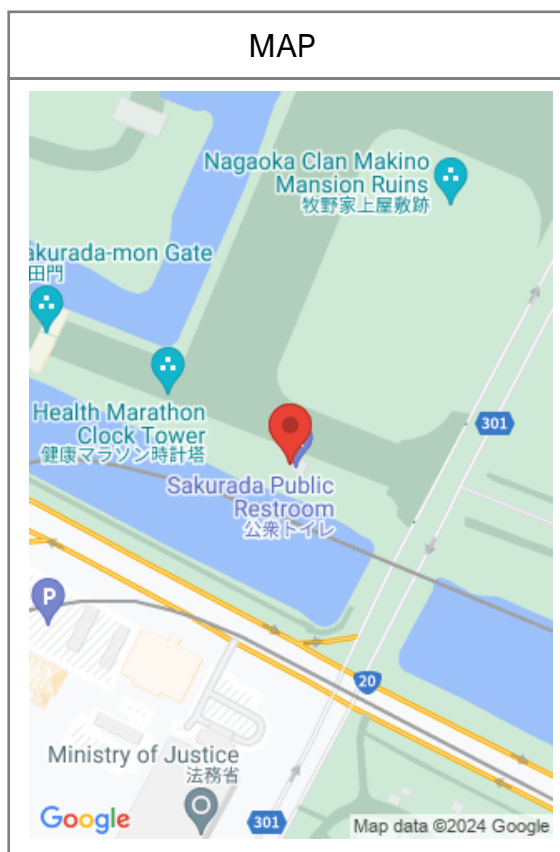 MAP
Nagaoka Clan Makino
Mansion Ruins
牧野家上屋敷跡
akurada-mon Gate
田門
Health Marathon
Clock Tower
健康マラソン時計塔
301
Sakurada Public
Restroom
公衆トイレ
P
20
Ministry of Justice
法務省
Google
301
Map data ©2024 Google